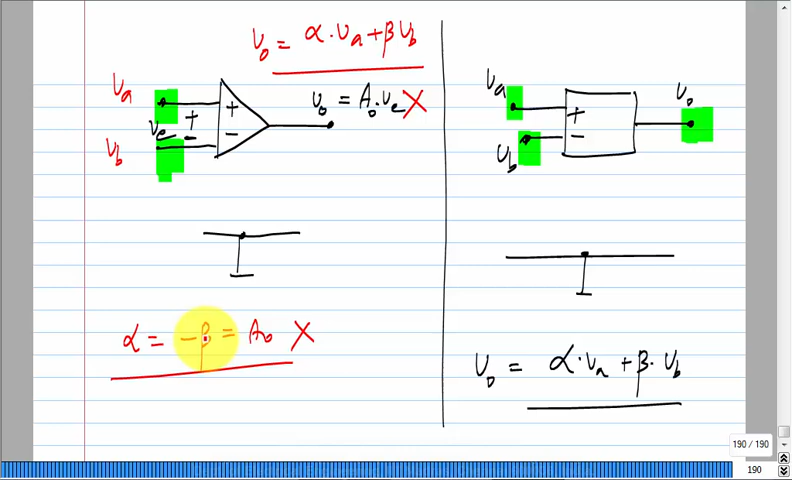 V₀ = α·Va + βVb
Va
+
Ve + −
−
Vb
V₀ = A₀·Ve X
α = −β = A₀ X
Va
+
−
Vb
V₀
V₀ = α·Va + β·Vb
190 / 190
190